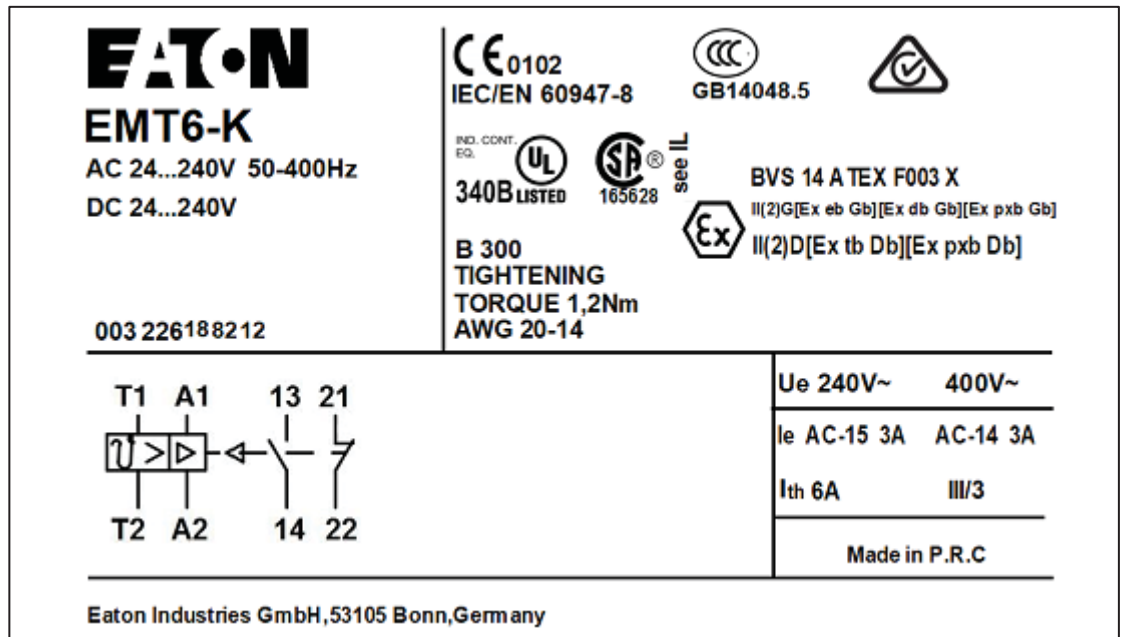 EATON
EMT6-K
AC 24...240V 50-400Hz
DC 24...240V
003 226188212
CE 0102
IEC/EN 60947-8
CCC
GB14048.5
IND. CONT.
EQ.
340B
UL
LISTED
SA ®
165628
see IL
Ex
BVS 14 ATEX F003 X
II(2)G[Ex eb Gb][Ex db Gb][Ex pxb Gb]
II(2)D[Ex tb Db][Ex pxb Db]
B 300
TIGHTENING
TORQUE 1,2Nm
AWG 20-14
T1 A1 13 21
T2 A2 14 22
Ue 240V~ 400V~
Ie AC-15 3A AC-14 3A
Ith 6A III/3
Made in P.R.C
Eaton Industries GmbH,53105 Bonn,Germany